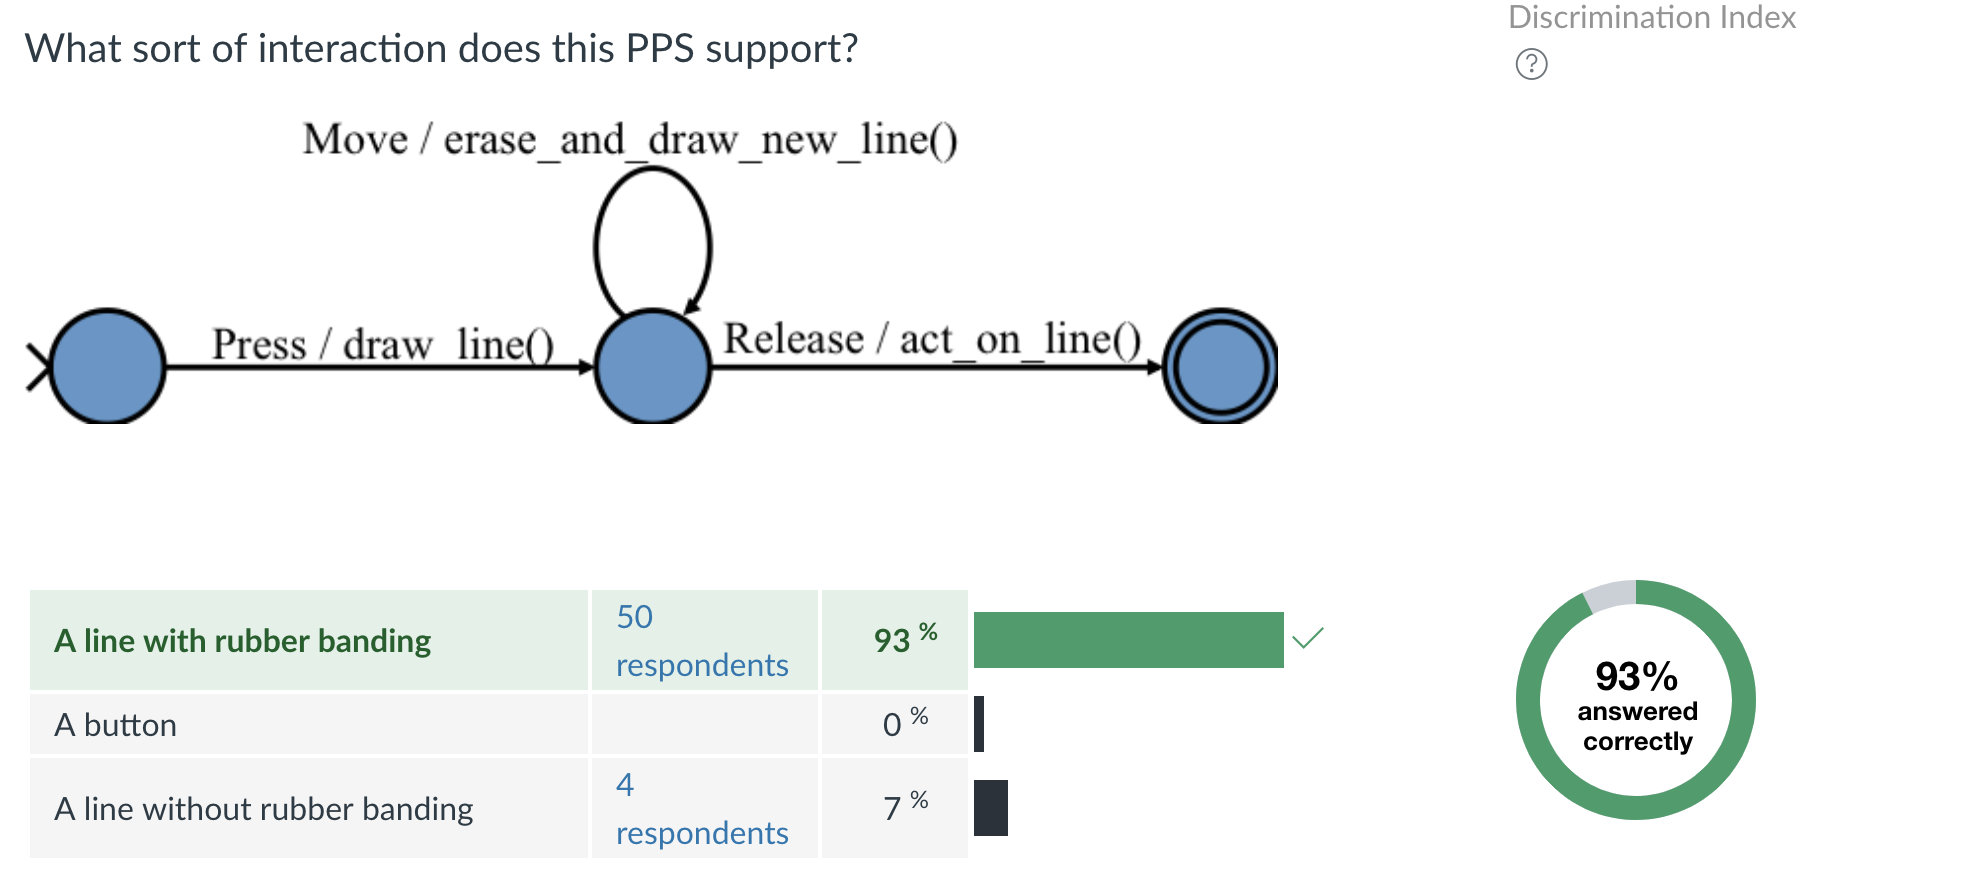 What sort of interaction does this PPS support?
Discrimination Index
?
Move / erase_and_draw_new_line()
Press / draw_line()
Release / act_on_line()
A line with rubber banding
50
respondents
93 %
A button
0 %
A line without rubber banding
4
respondents
7 %
93%
answered
correctly